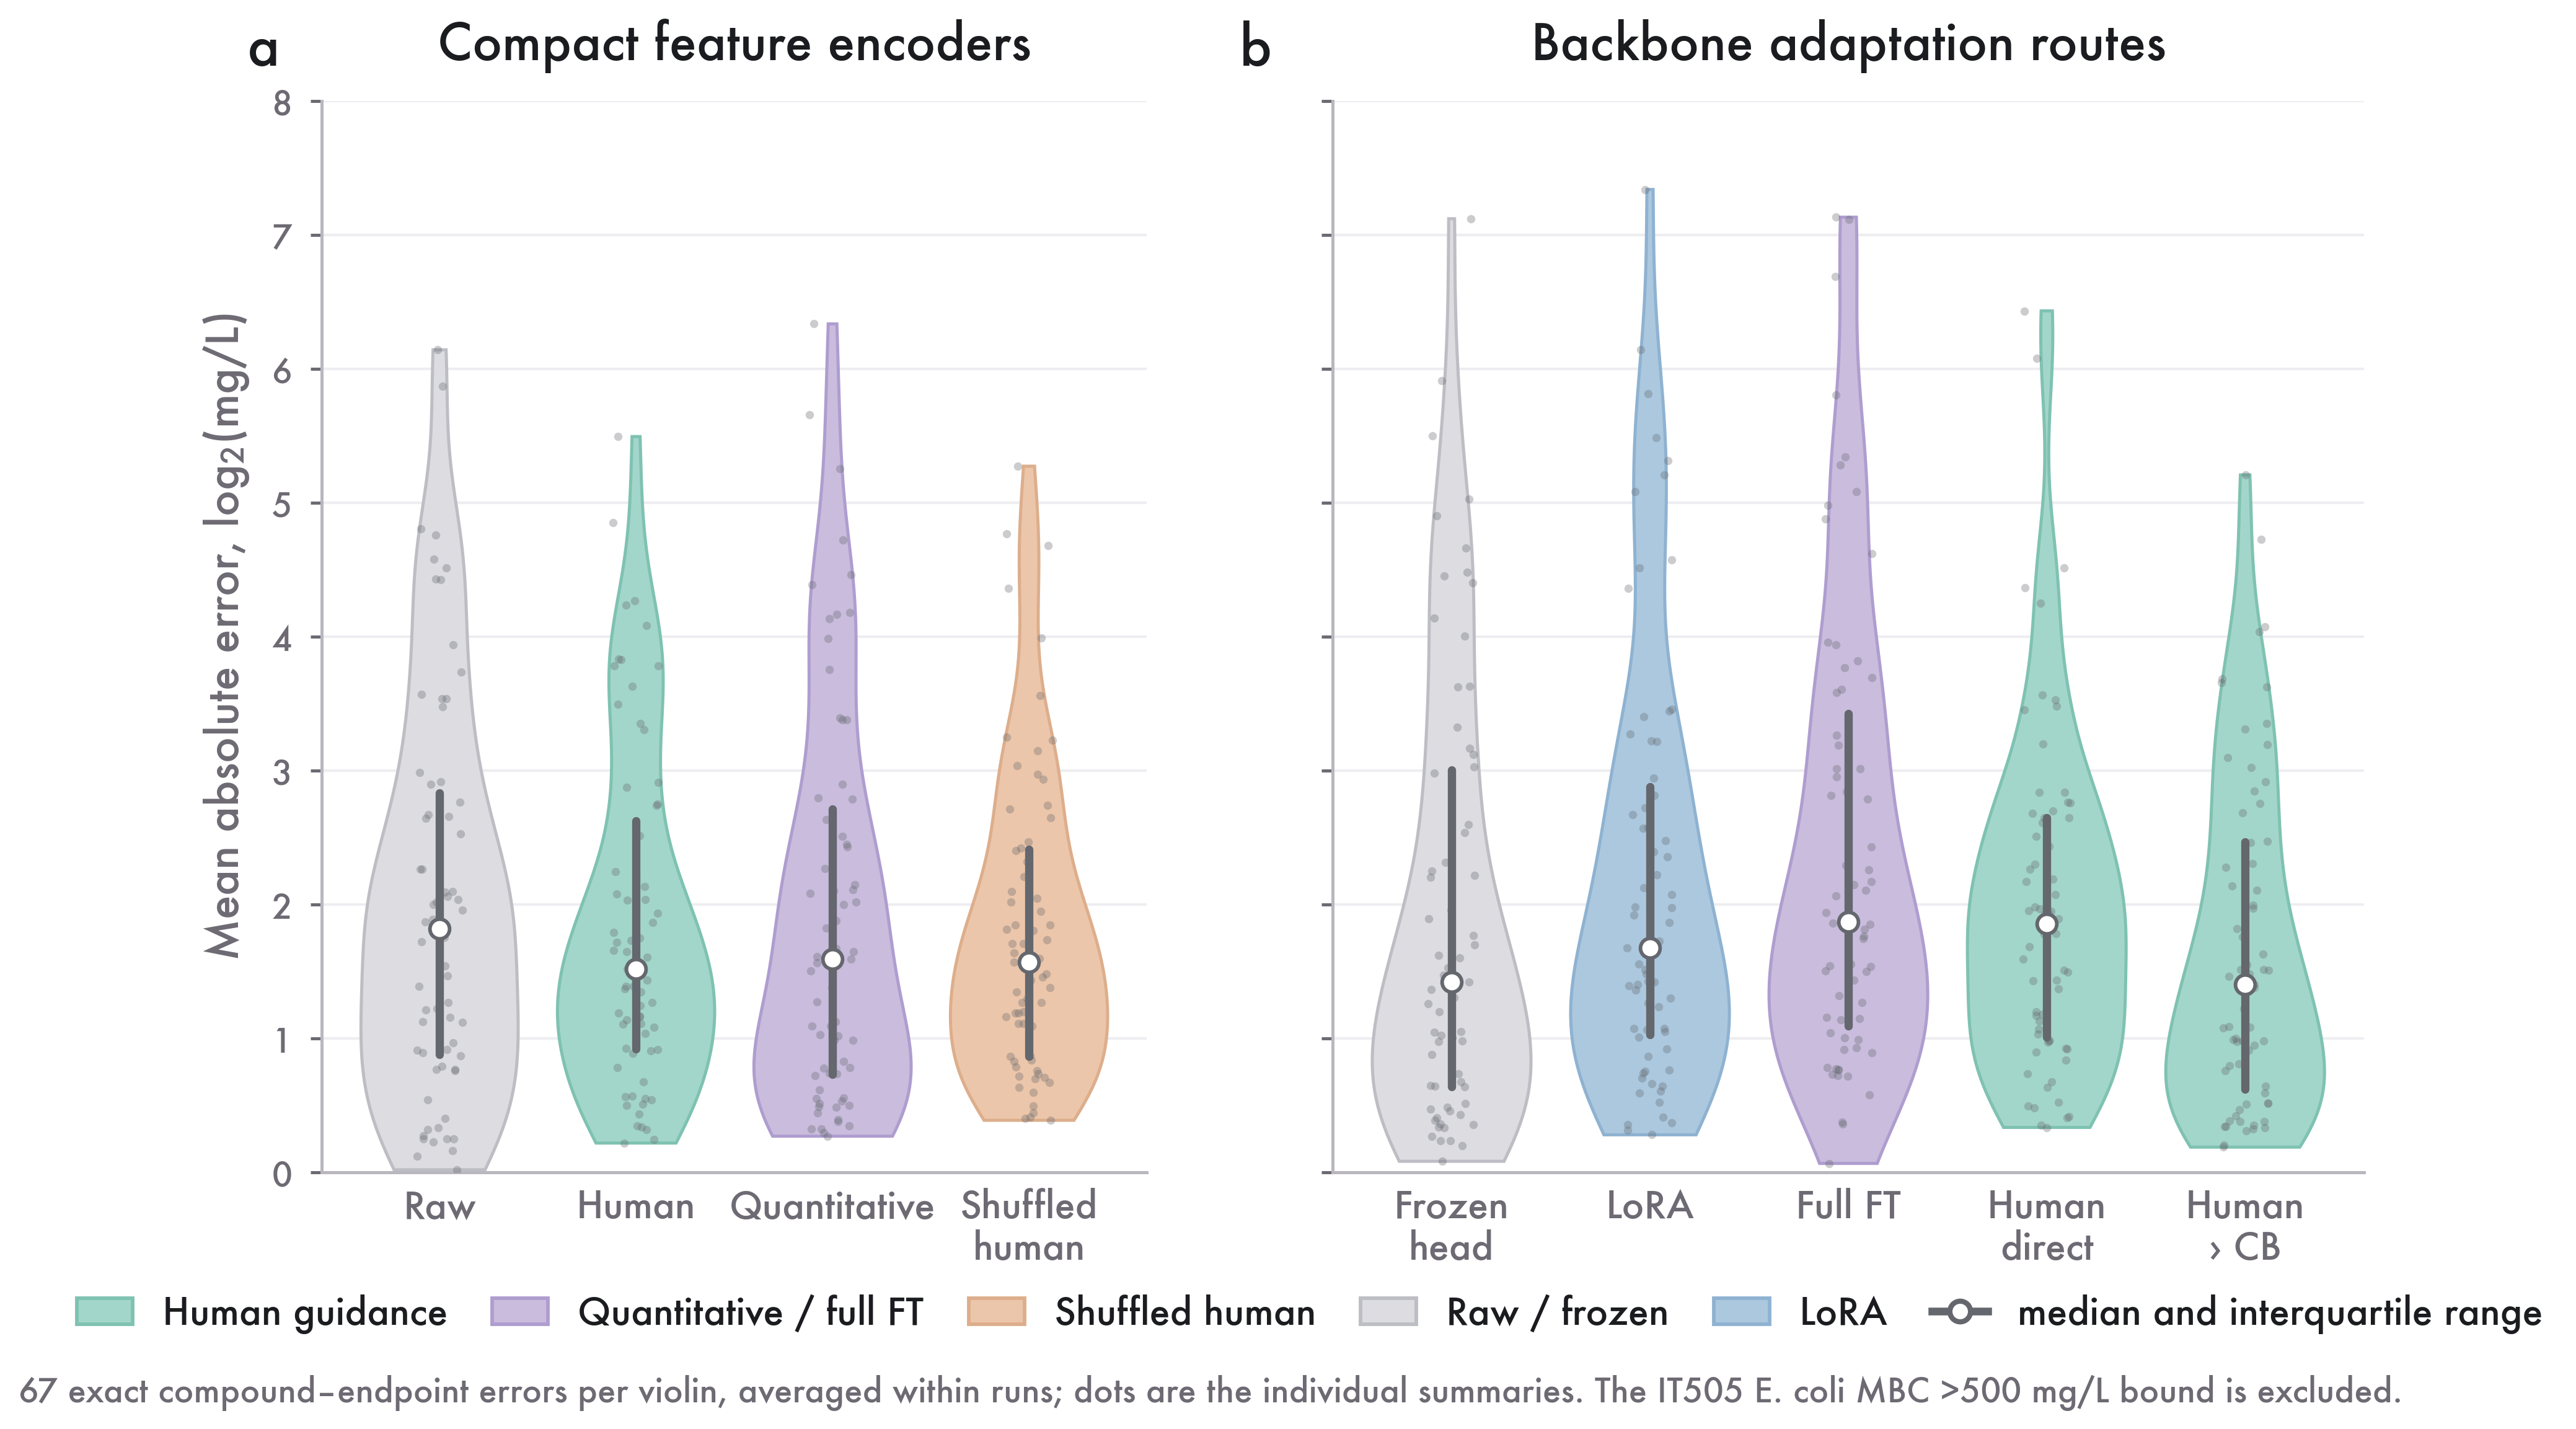 a
Compact feature encoders
b
Backbone adaptation routes
Mean absolute error, log₂(mg/L)
8
7
6
5
4
3
2
1
0
Raw
Human
Quantitative
Shuffled
human
Frozen
head
LoRA
Full FT
Human
direct
Human
› CB
Human guidance
Quantitative / full FT
Shuffled human
Raw / frozen
LoRA
median and interquartile range
67 exact compound–endpoint errors per violin, averaged within runs; dots are the individual summaries. The IT505 E. coli MBC >500 mg/L bound is excluded.